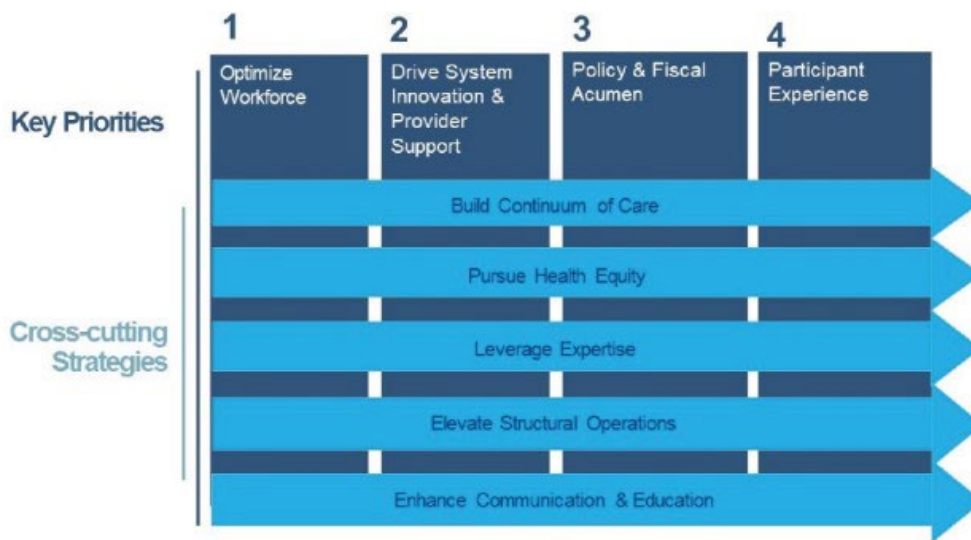 1
2
3
4
Optimize
Workforce
Drive System
Innovation &
Provider
Support
Policy & Fiscal
Acumen
Participant
Experience
Key Priorities
Build Continuum of Care
Pursue Health Equity
Cross-cutting
Strategies
Leverage Expertise
Elevate Structural Operations
Enhance Communication & Education